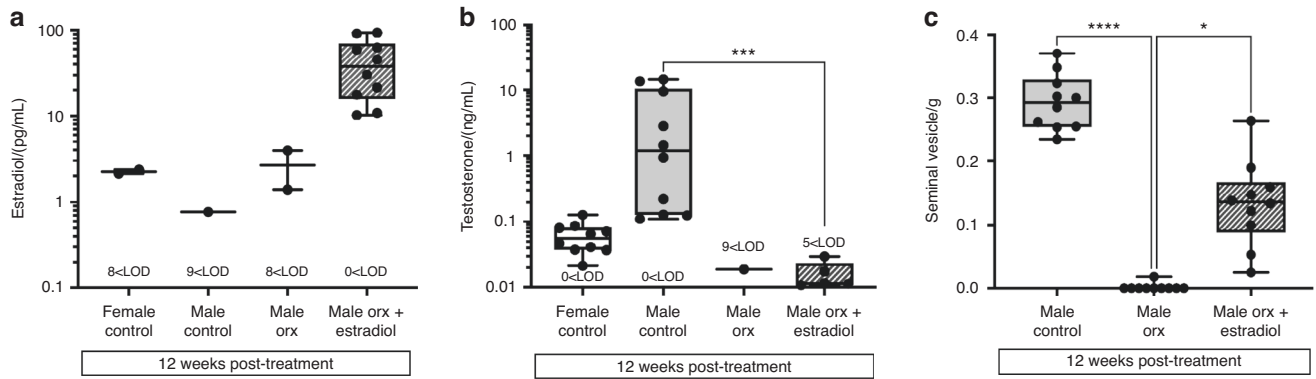 a
Estradiol/(pg/mL)
100
10
1
0.1
8<LOD
9<LOD
8<LOD
0<LOD
Female control
Male control
Male orx
Male orx + estradiol
12 weeks post-treatment
b
Testosterone/(ng/mL)
100
10
1
0.1
0.01
***
0<LOD
0<LOD
9<LOD
5<LOD
Female control
Male control
Male orx
Male orx + estradiol
12 weeks post-treatment
c
Seminal vesicle/g
0.4
0.3
0.2
0.1
0.0
****
*
Male control
Male orx
Male orx + estradiol
12 weeks post-treatment